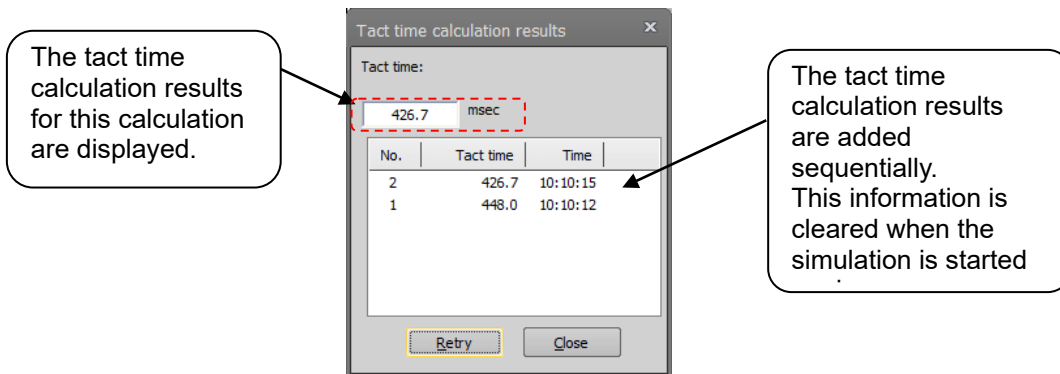 The tact time
calculation results
for this calculation
are displayed.
Tact time calculation results
x
Tact time:
426.7 msec
No. Tact time Time
2 426.7 10:10:15
1 448.0 10:10:12
Retry Close
The tact time
calculation results
are added
sequentially.
This information is
cleared when the
simulation is started